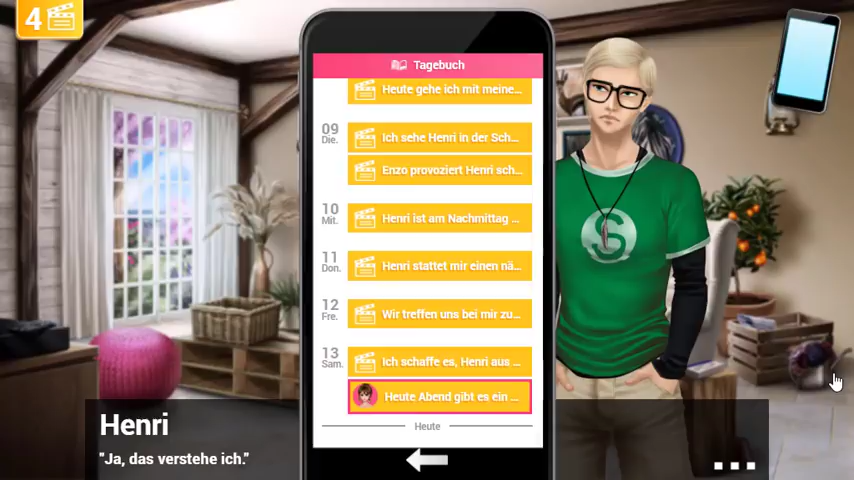 4
Tagebuch
Heute gehe ich mit meine...
09
Die.
Ich sehe Henri in der Sch...
Enzo provoziert Henri sch...
10
Mit.
Henri ist am Nachmittag ...
11
Don.
Henri stattet mir einen nä...
12
Fre.
Wir treffen uns bei mir zu...
13
Sam.
Ich schaffe es, Henri aus ...
Heute Abend gibt es ein ...
Heute
S
Henri
"Ja, das verstehe ich."
...